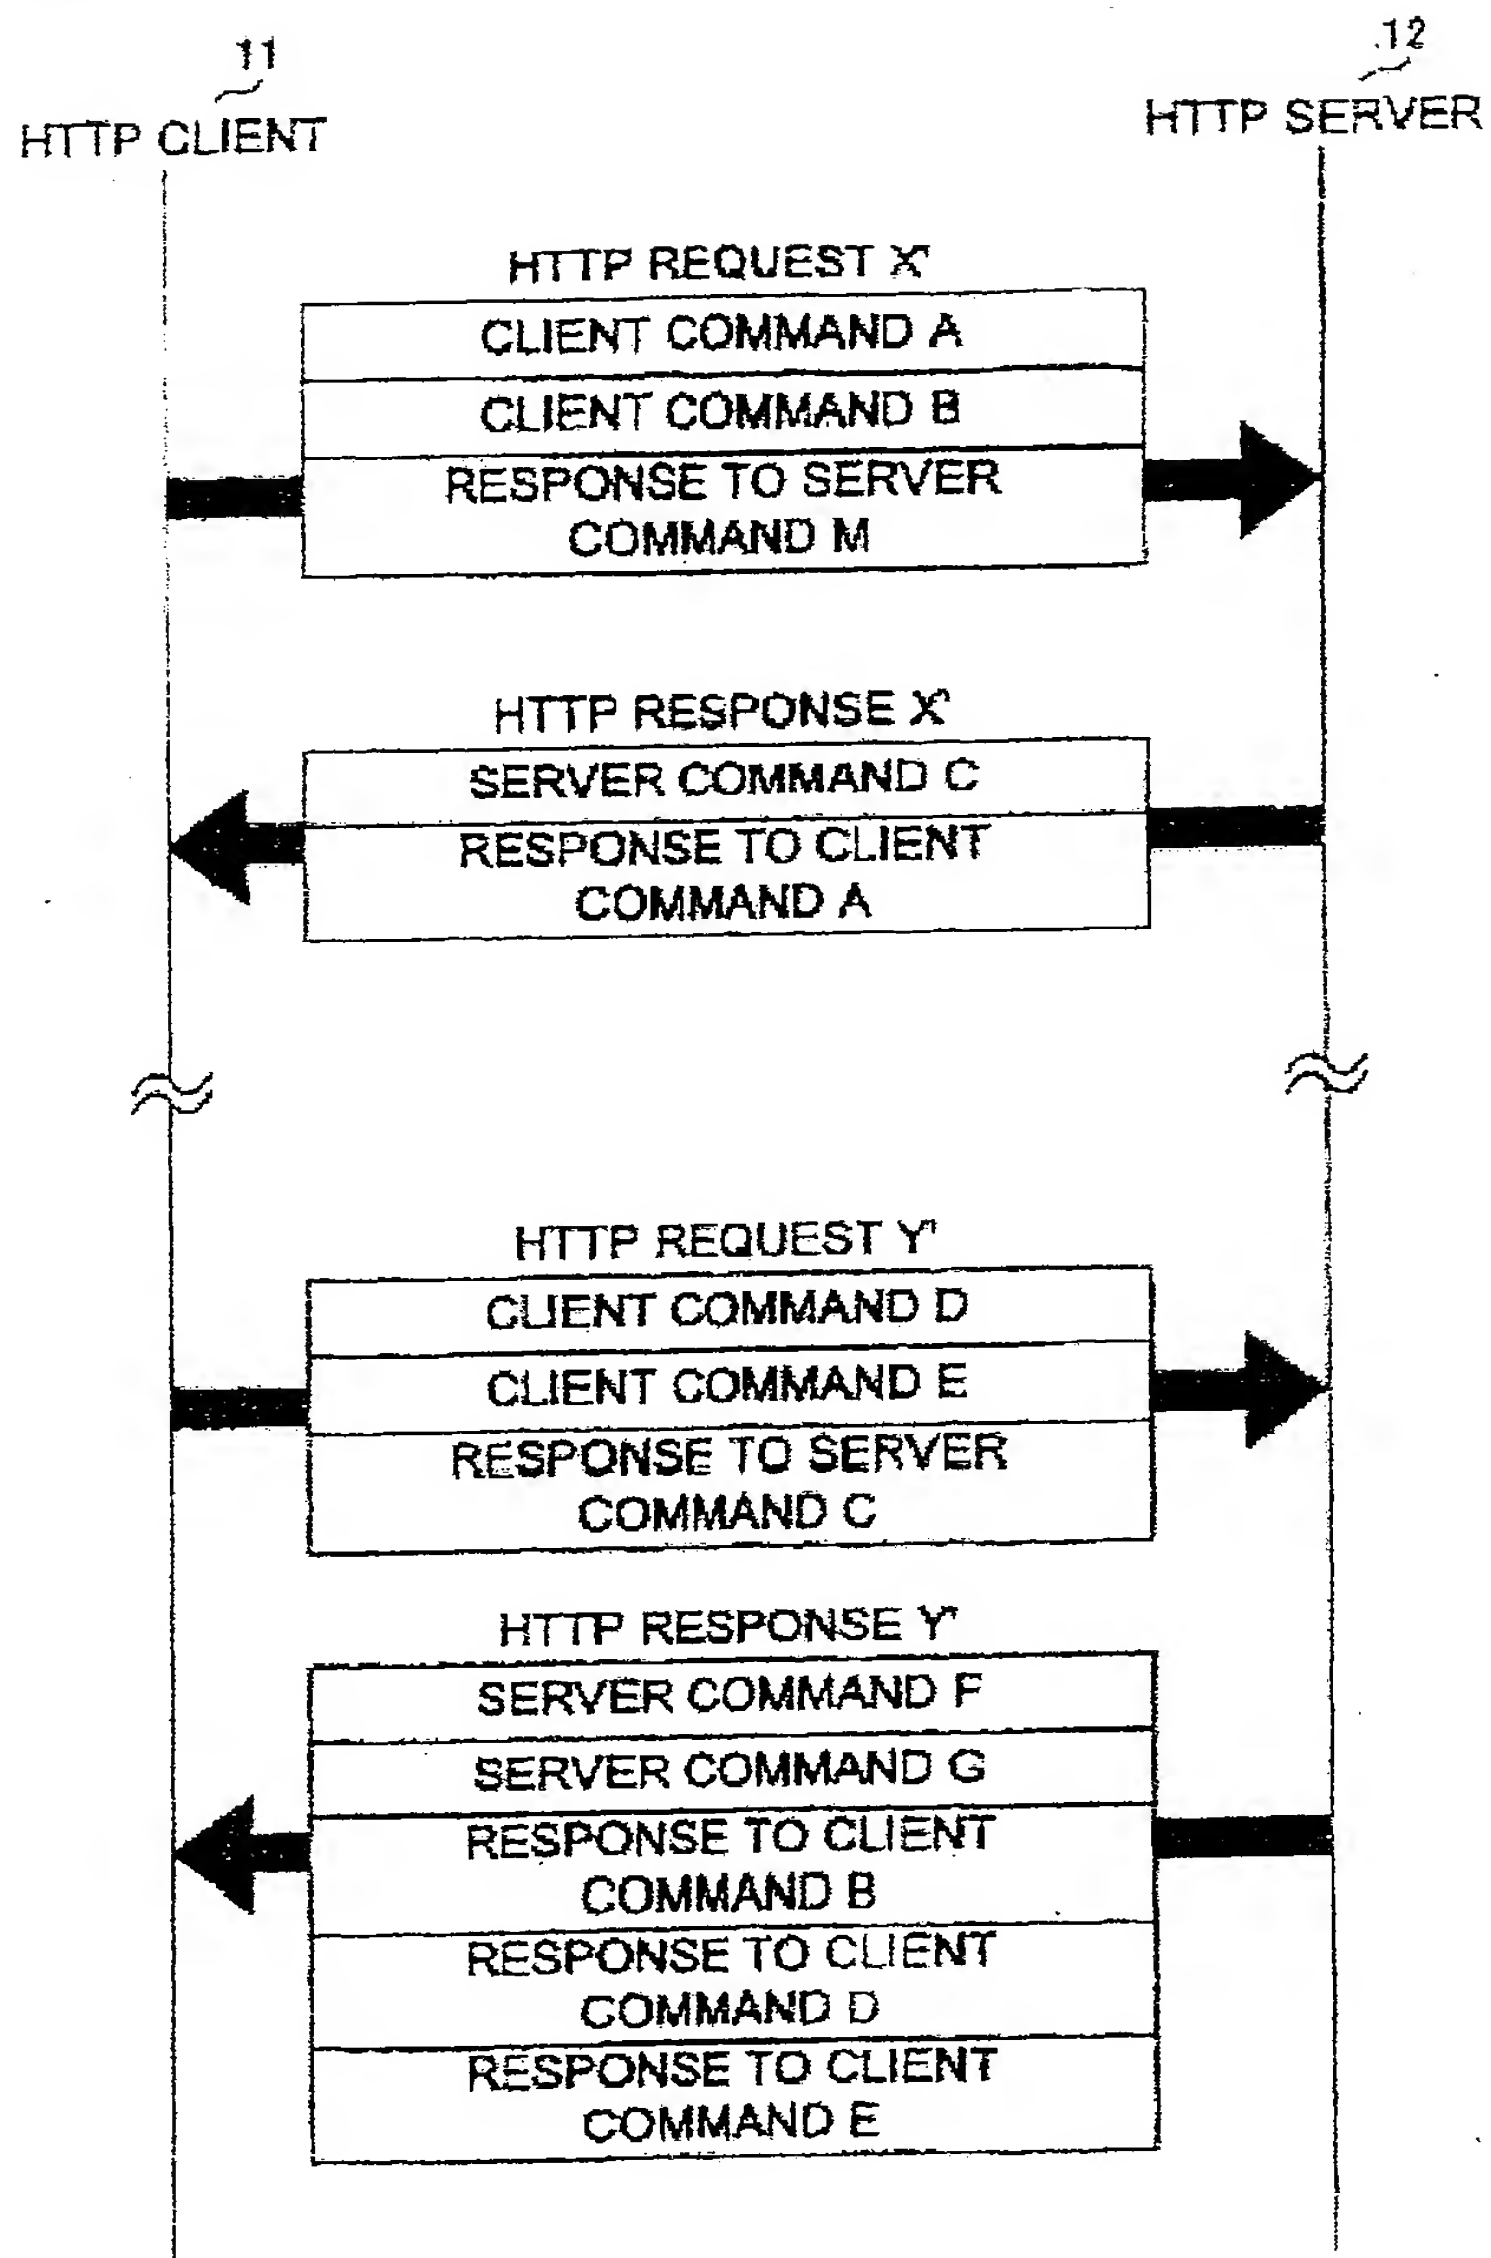 11
HTTP CLIENT
12
HTTP SERVER
HTTP REQUEST X'
CLIENT COMMAND A
CLIENT COMMAND B
RESPONSE TO SERVER
COMMAND M
HTTP RESPONSE X'
SERVER COMMAND C
RESPONSE TO CLIENT
COMMAND A
HTTP REQUEST Y'
CLIENT COMMAND D
CLIENT COMMAND E
RESPONSE TO SERVER
COMMAND C
HTTP RESPONSE Y'
SERVER COMMAND F
SERVER COMMAND G
RESPONSE TO CLIENT
COMMAND B
RESPONSE TO CLIENT
COMMAND D
RESPONSE TO CLIENT
COMMAND E